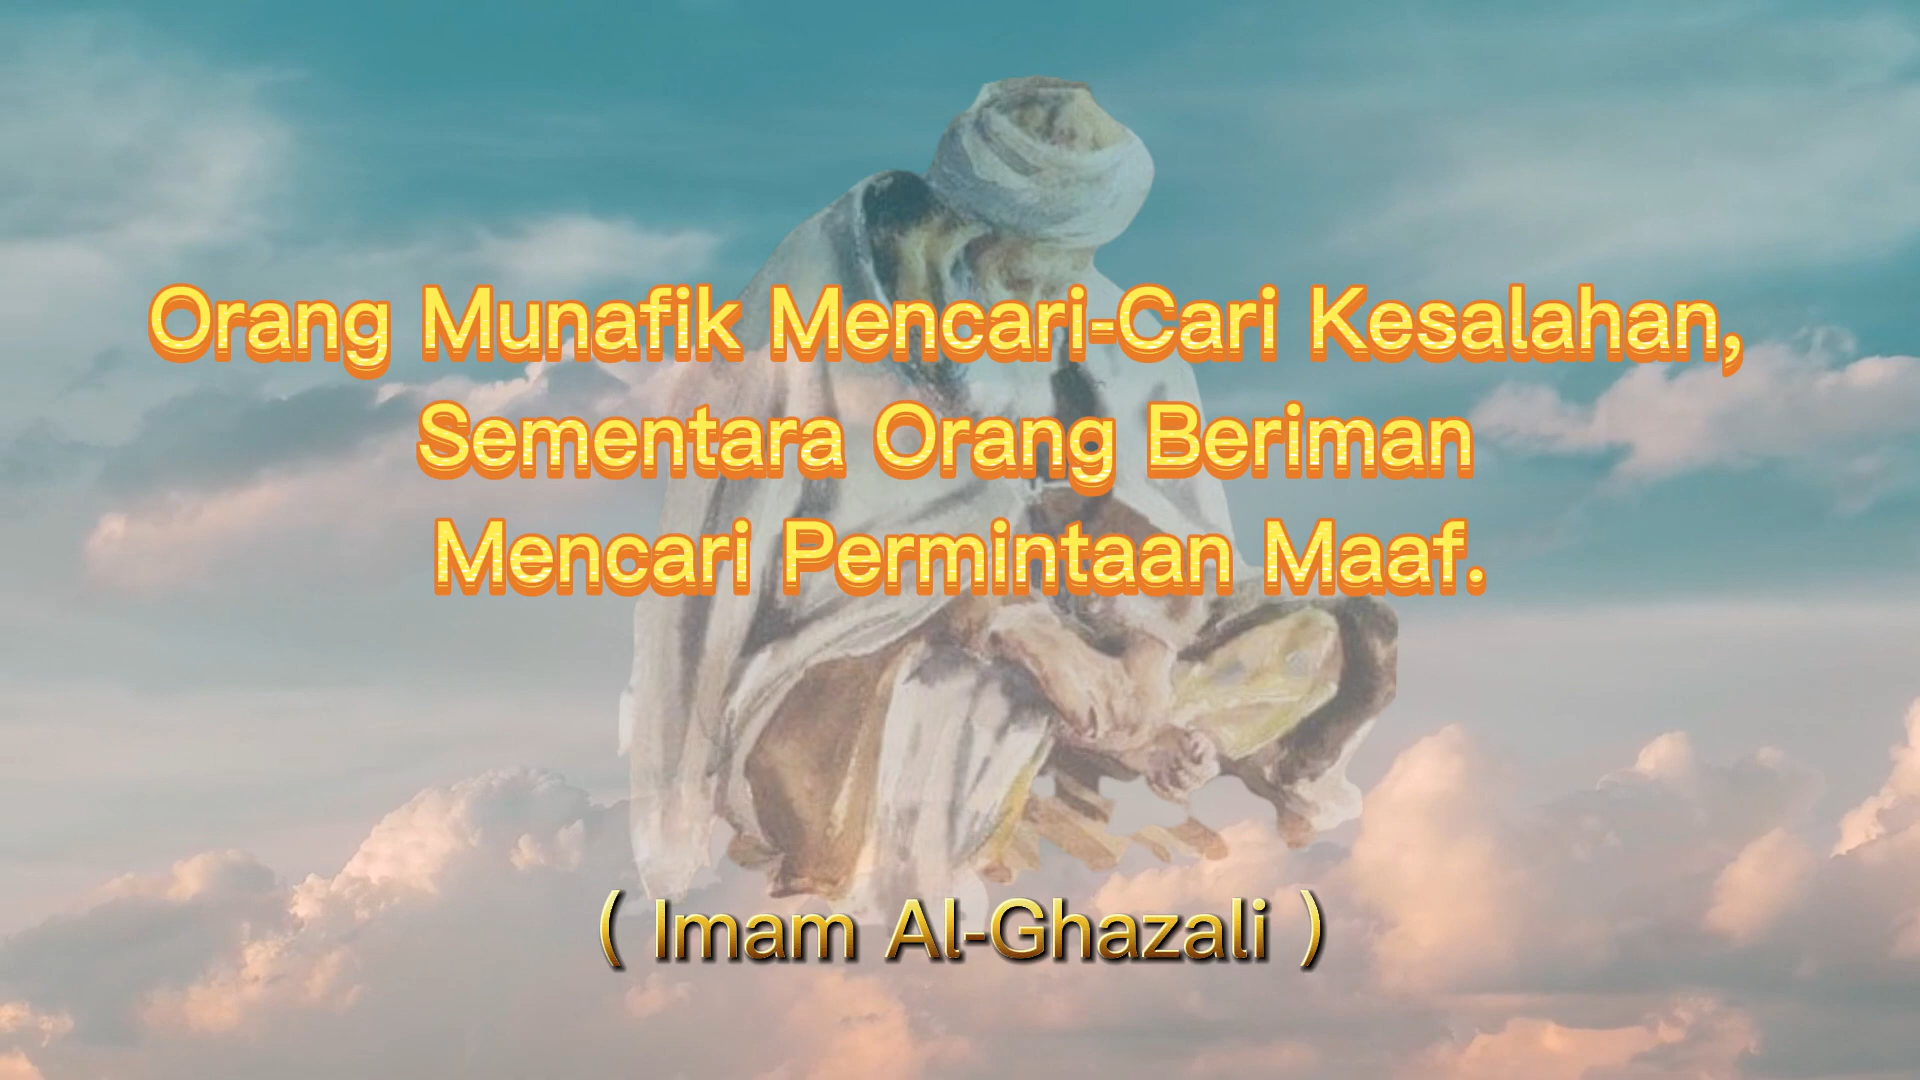 Orang Munafik Mencari-Cari Kesalahan,
Sementara Orang Beriman
Mencari Permintaan Maaf.
( Imam Al-Ghazali )